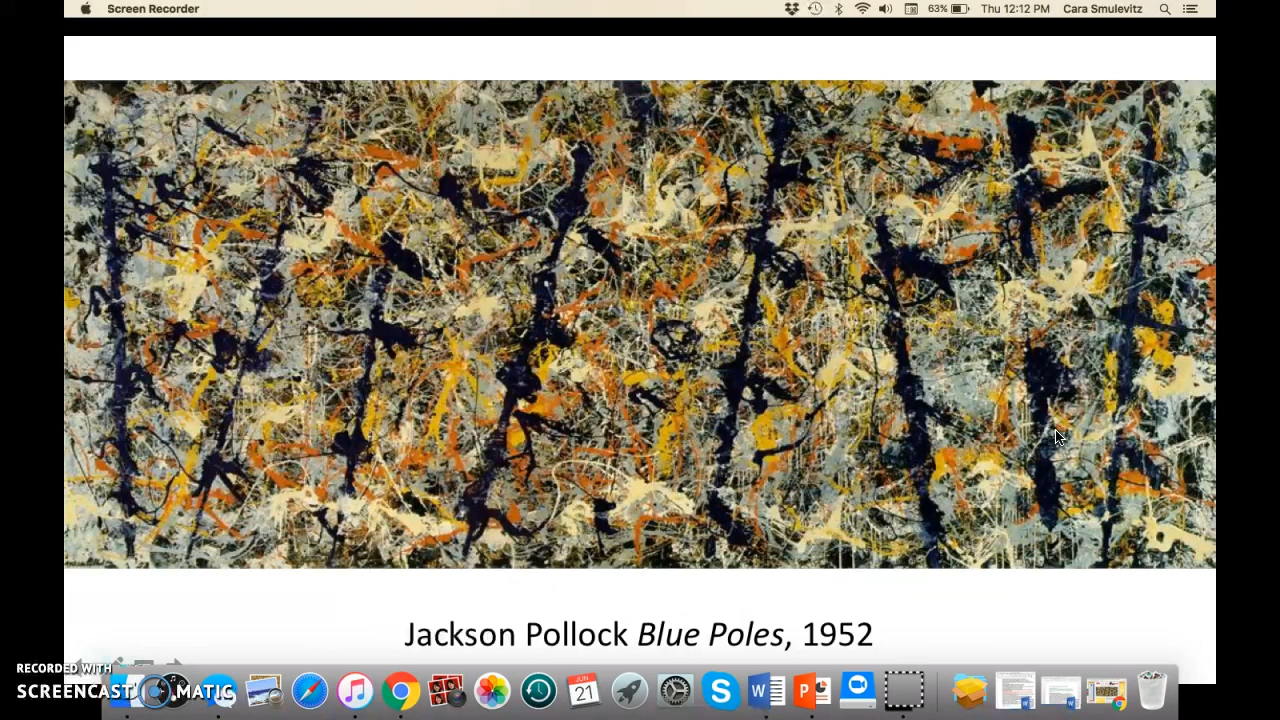 Screen Recorder
63% Thu 12:12 PM Cara Smulevitz
Jackson Pollock Blue Poles, 1952
RECORDED WITH
SCREENCAST MATIC
JUN
21